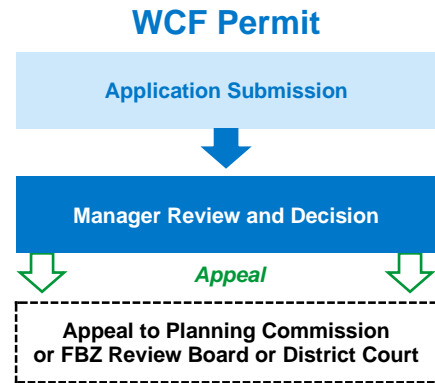 WCF Permit
Application Submission
Manager Review and Decision
Appeal
Appeal to Planning Commission
or FBZ Review Board or District Court